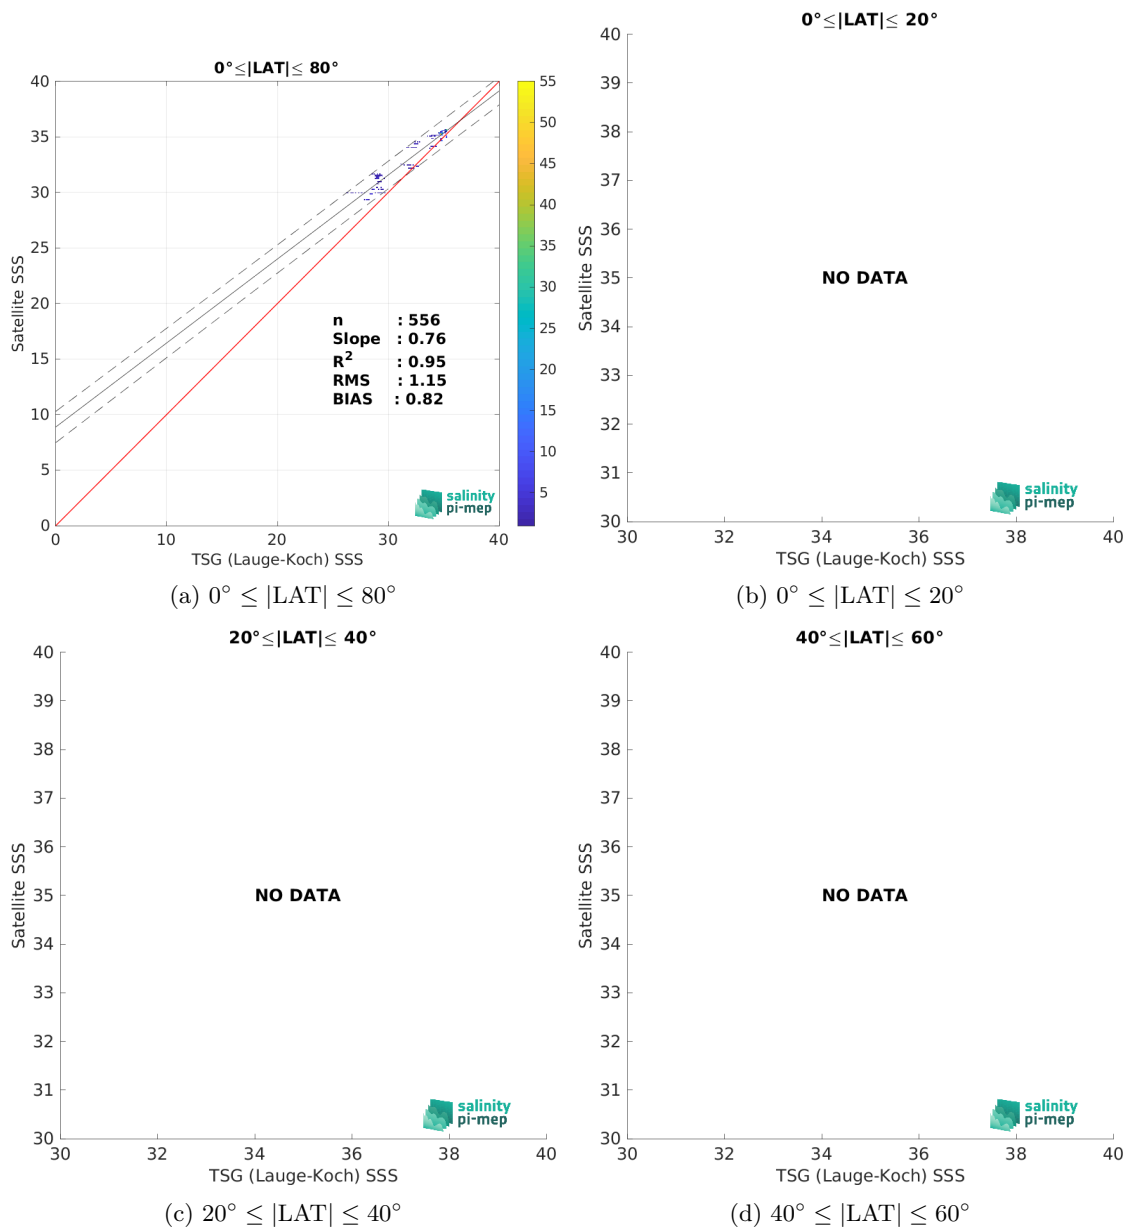 0°≤|LAT|≤ 80°
40
35
30
25
20
15
10
5
0
Satellite SSS
0
10
20
30
40
TSG (Lauge-Koch) SSS
n : 556
Slope : 0.76
R² : 0.95
RMS : 1.15
BIAS : 0.82
salinity
pi-mep
55
50
45
40
35
30
25
20
15
10
5
(a) 0° ≤ |LAT| ≤ 80°
0°≤|LAT|≤ 20°
40
39
38
37
36
35
34
33
32
31
30
Satellite SSS
NO DATA
salinity
pi-mep
30
32
34
36
38
40
TSG (Lauge-Koch) SSS
(b) 0° ≤ |LAT| ≤ 20°
20°≤|LAT|≤ 40°
40
39
38
37
36
35
34
33
32
31
30
Satellite SSS
NO DATA
salinity
pi-mep
30
32
34
36
38
40
TSG (Lauge-Koch) SSS
(c) 20° ≤ |LAT| ≤ 40°
40°≤|LAT|≤ 60°
40
39
38
37
36
35
34
33
32
31
30
Satellite SSS
NO DATA
salinity
pi-mep
30
32
34
36
38
40
TSG (Lauge-Koch) SSS
(d) 40° ≤ |LAT| ≤ 60°